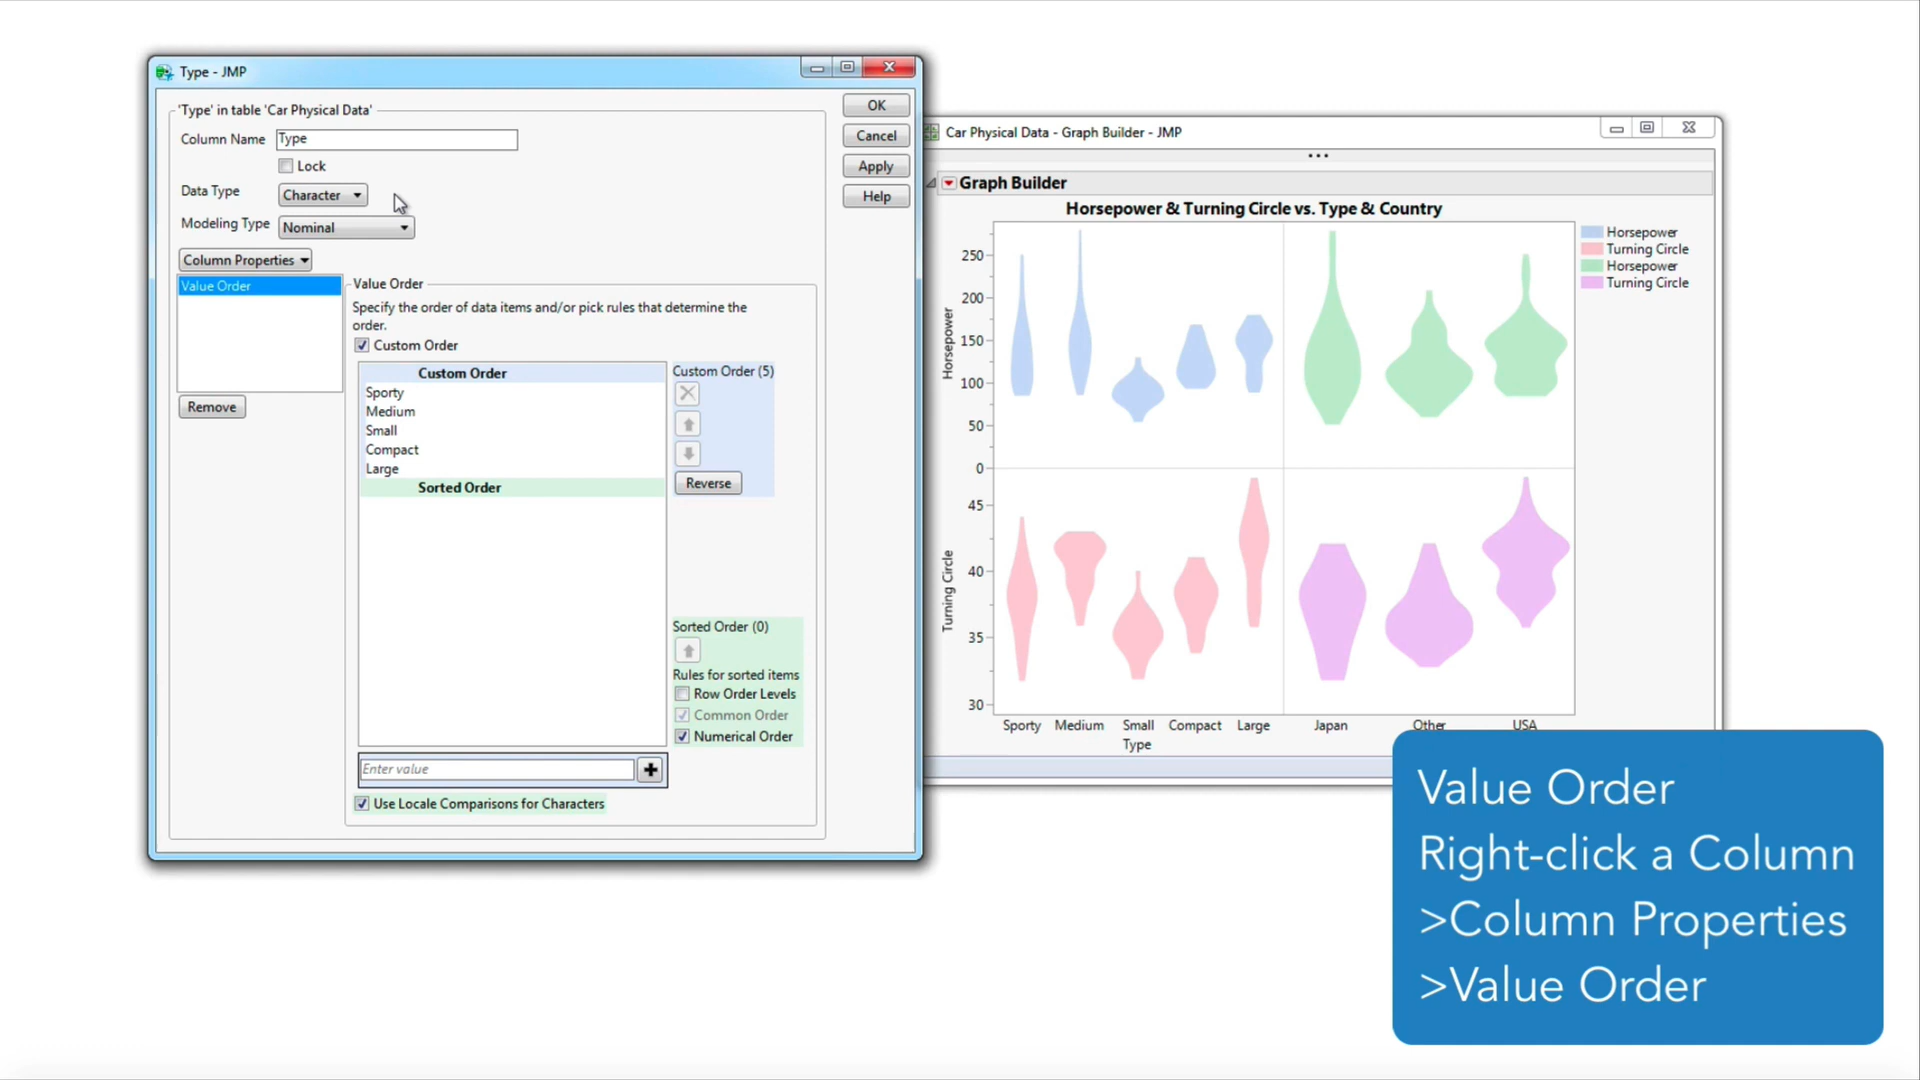 Type - JMP
'Type' in table 'Car Physical Data'
Column Name Type
Lock
Data Type Character
Modeling Type Nominal
Column Properties
Value Order
Remove
Value Order
Specify the order of data items and/or pick rules that determine the
order.
Custom Order
Custom Order
Sporty
Medium
Small
Compact
Large
Sorted Order
Custom Order (5)
Reverse
Sorted Order (0)
Rules for sorted items
Row Order Levels
Common Order
Numerical Order
Enter value
Use Locale Comparisons for Characters
OK
Cancel
Apply
Help
Car Physical Data - Graph Builder - JMP
Graph Builder
Horsepower & Turning Circle vs. Type & Country
Horsepower
250
200
150
100
50
0
Turning Circle
45
40
35
30
Sporty Medium Small Compact Large Japan Other USA
Type
Horsepower
Turning Circle
Horsepower
Turning Circle
Value Order
Right-click a Column
>Column Properties
>Value Order